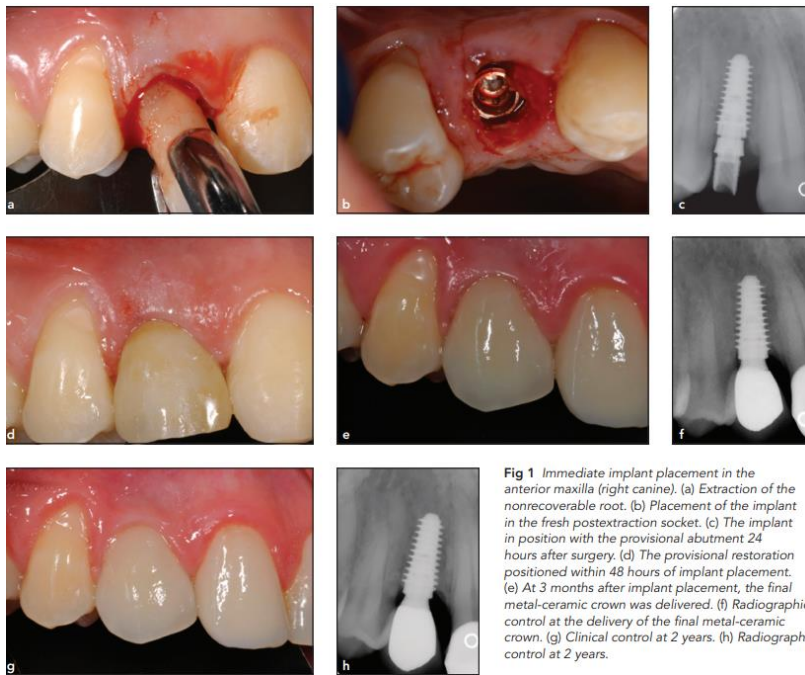 a
b
c
d
e
f
g
h
Fig 1 Immediate implant placement in the
anterior maxilla (right canine). (a) Extraction of the
nonrecoverable root. (b) Placement of the implant
in the fresh postextraction socket. (c) The implant
in position with the provisional abutment 24
hours after surgery. (d) The provisional restoration
positioned within 48 hours of implant placement.
(e) At 3 months after implant placement, the final
metal-ceramic crown was delivered. (f) Radiographic
control at the delivery of the final metal-ceramic
crown. (g) Clinical control at 2 years. (h) Radiograph
control at 2 years.